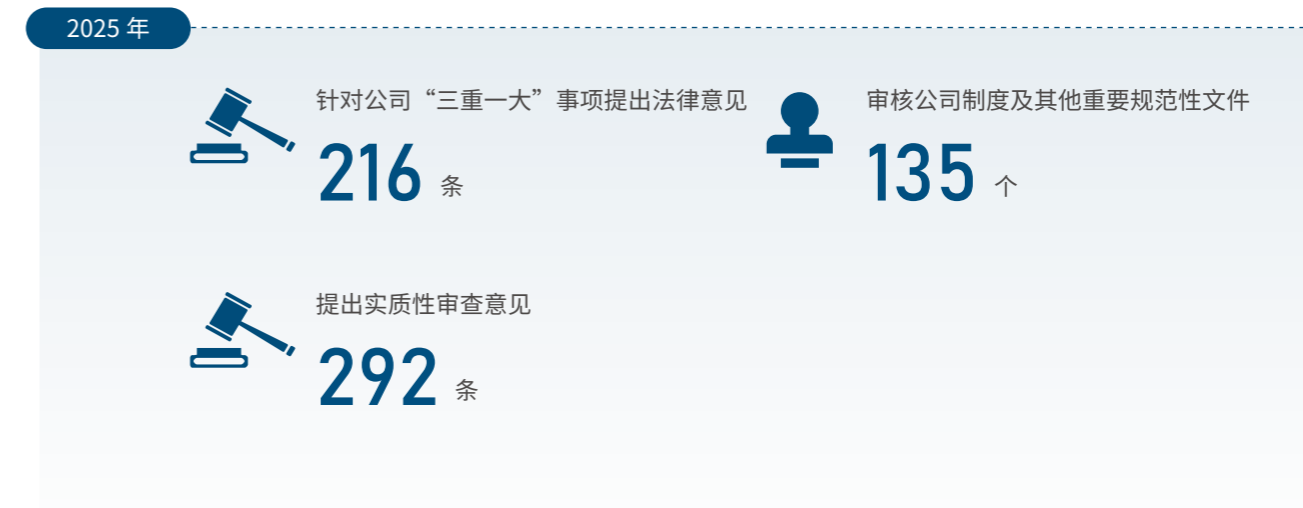 2025 年
针对公司“三重一大”事项提出法律意见
216 条
审核公司制度及其他重要规范性文件
135 个
提出实质性审查意见
292 条